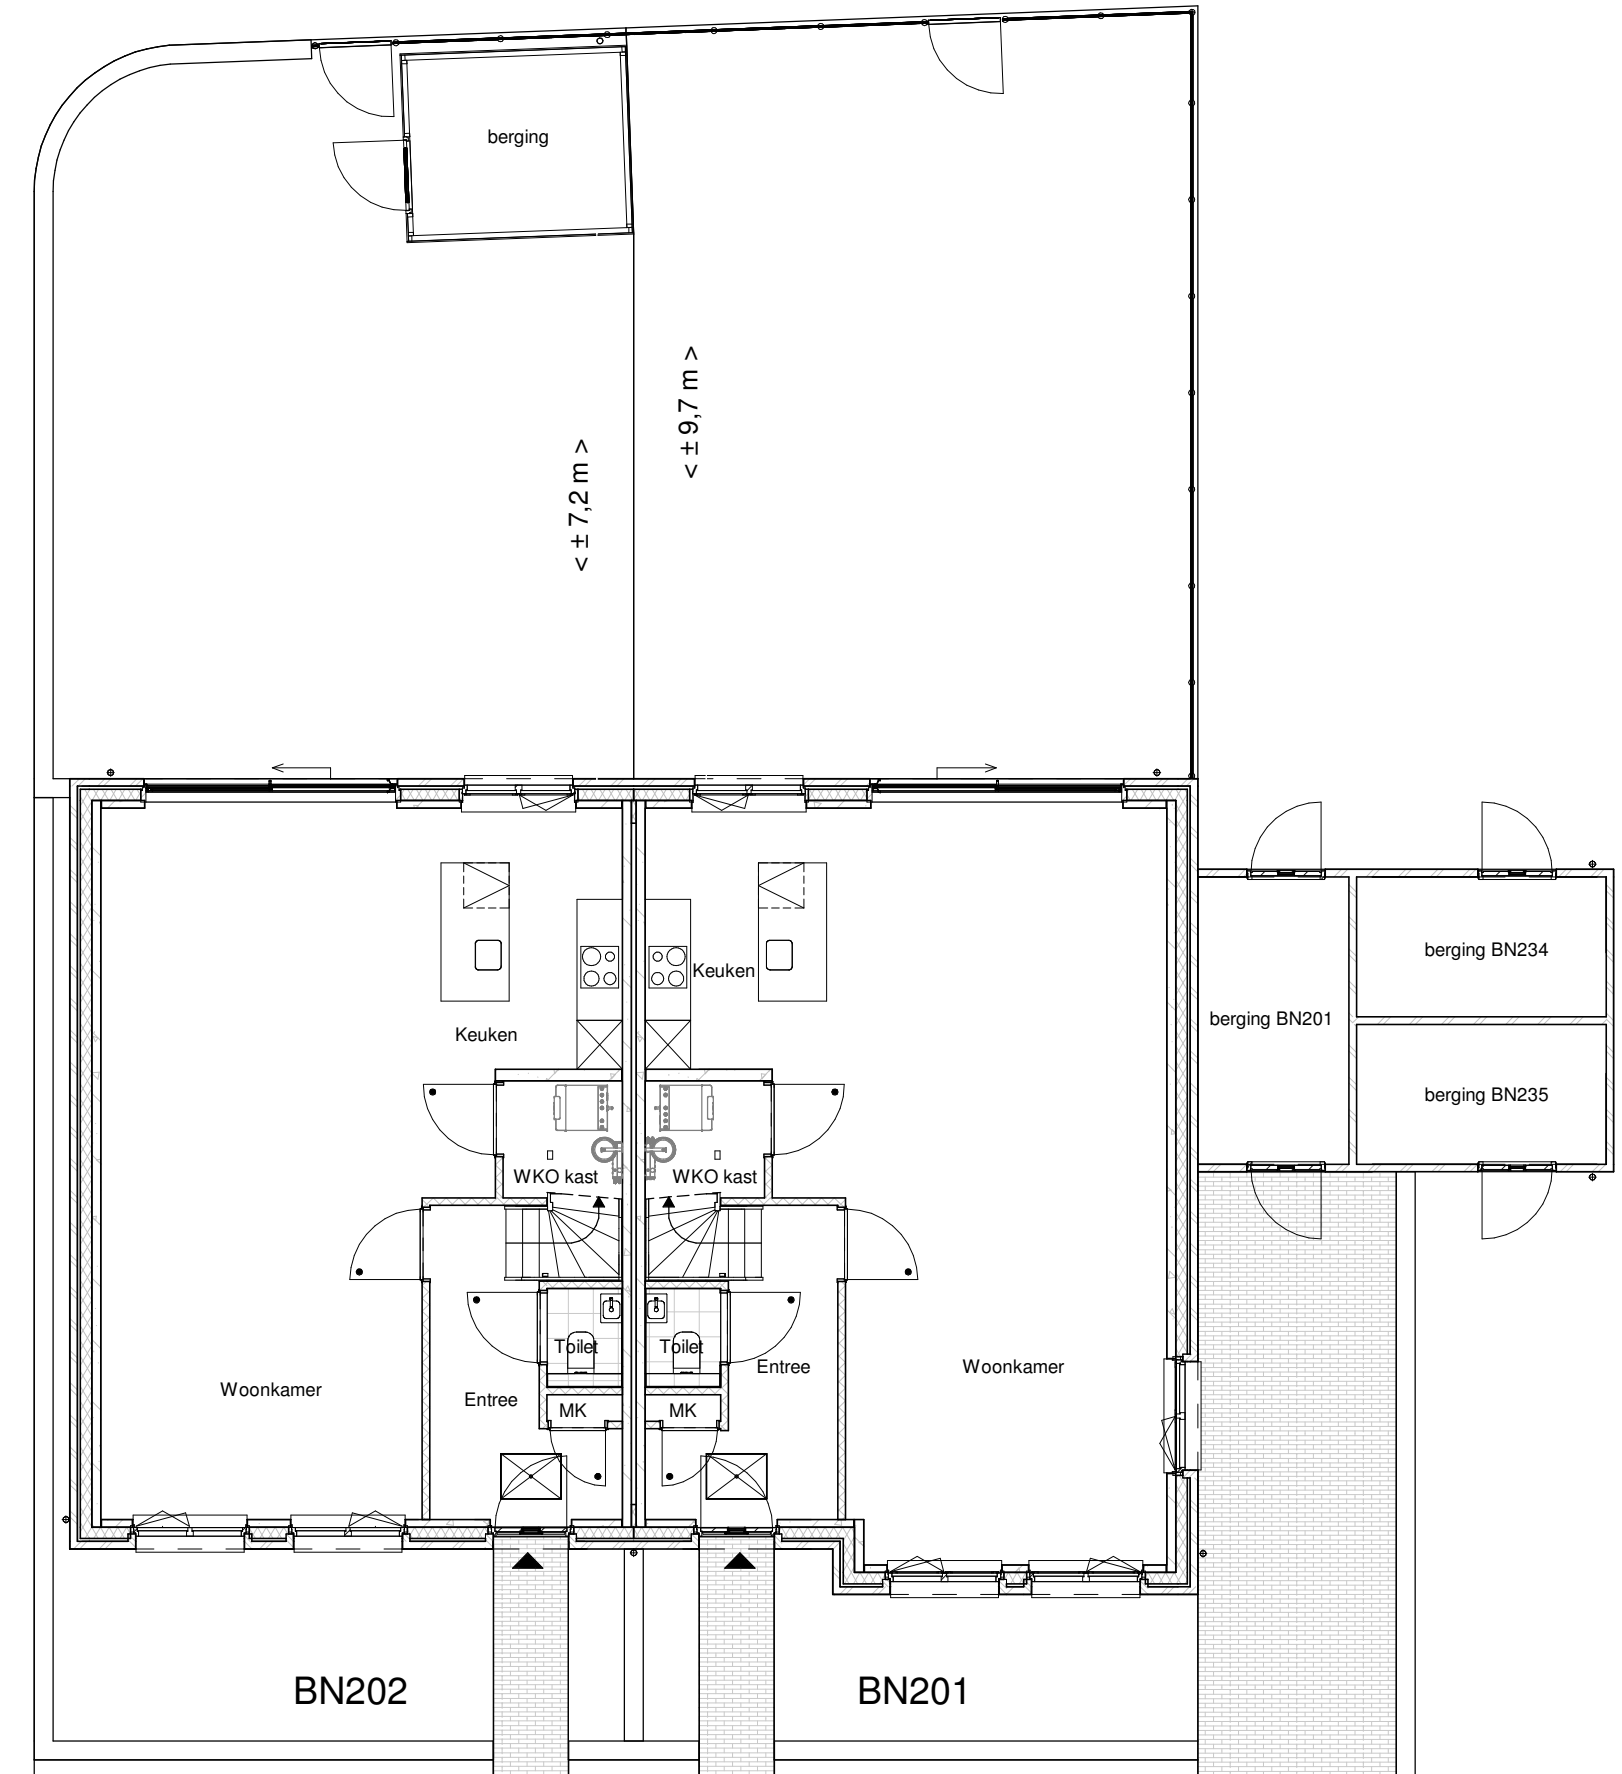 berging
< ± 9,7 m >
< ± 7,2 m >
berging BN234
Keuken
berging BN201
Keuken
berging BN235
WKO kast
WKO kast
Toilet
Toilet
Entree
Woonkamer
Woonkamer
Entree
MK
MK
BN202
BN201